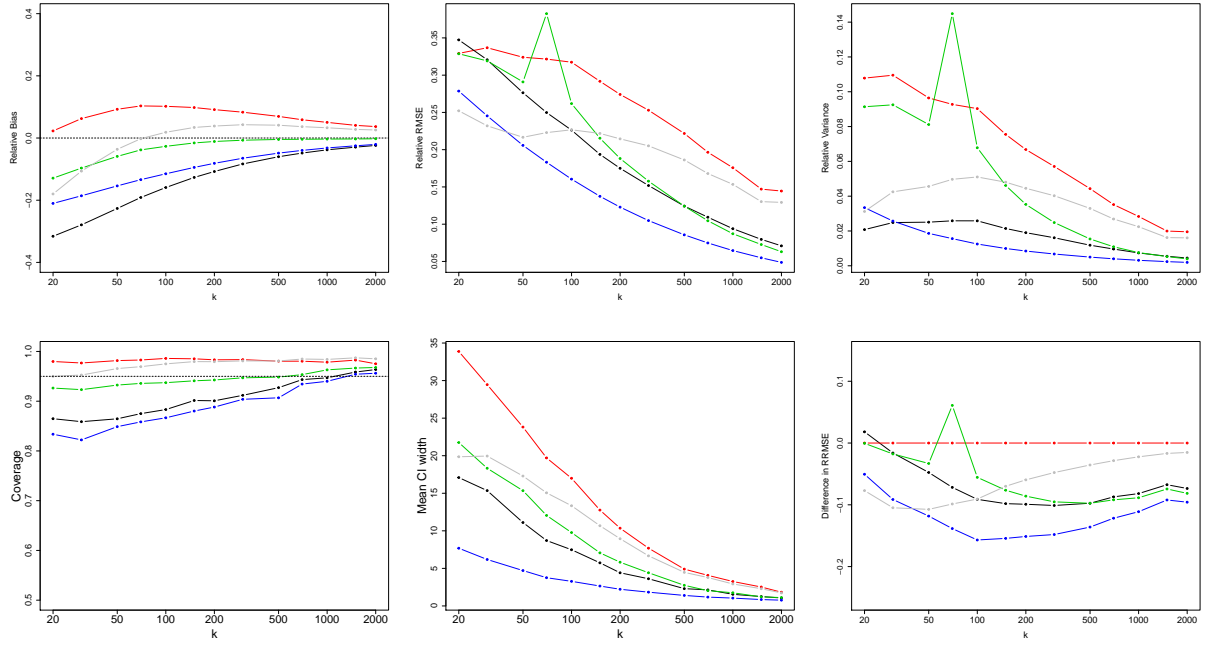 Relative Bias
0.4
0.2
0.0
-0.2
-0.4
20 50 100 200 500 1000 2000
k
Relative RMSE
0.35
0.30
0.25
0.20
0.15
0.10
0.05
20 50 100 200 500 1000 2000
k
Relative Variance
0.14
0.12
0.10
0.08
0.06
0.04
0.02
0.00
20 50 100 200 500 1000 2000
k
Coverage
1.0
0.9
0.8
0.7
0.6
0.5
20 50 100 200 500 1000 2000
k
Mean CI width
35
30
25
20
15
10
5
0
20 50 100 200 500 1000 2000
k
Difference in RRMSE
0.1
0.0
-0.1
-0.2
20 50 100 200 500 1000 2000
k